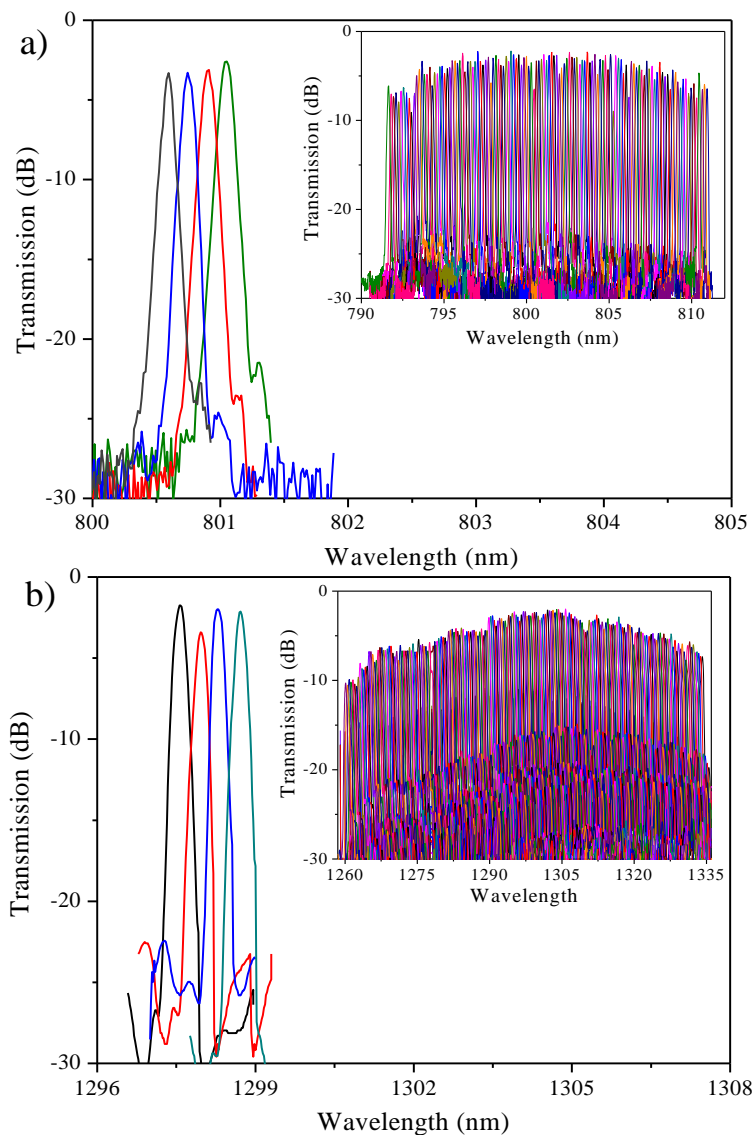 a)
Transmission (dB)
0
-10
-20
-30
800 801 802 803 804 805
Wavelength (nm)
Transmission (dB)
0
-10
-20
-30
790 795 800 805 810
Wavelength (nm)
b)
Transmission (dB)
0
-10
-20
-30
1296 1299 1302 1305 1308
Wavelength (nm)
Transmission (dB)
0
-10
-20
-30
1260 1275 1290 1305 1320 1335
Wavelength